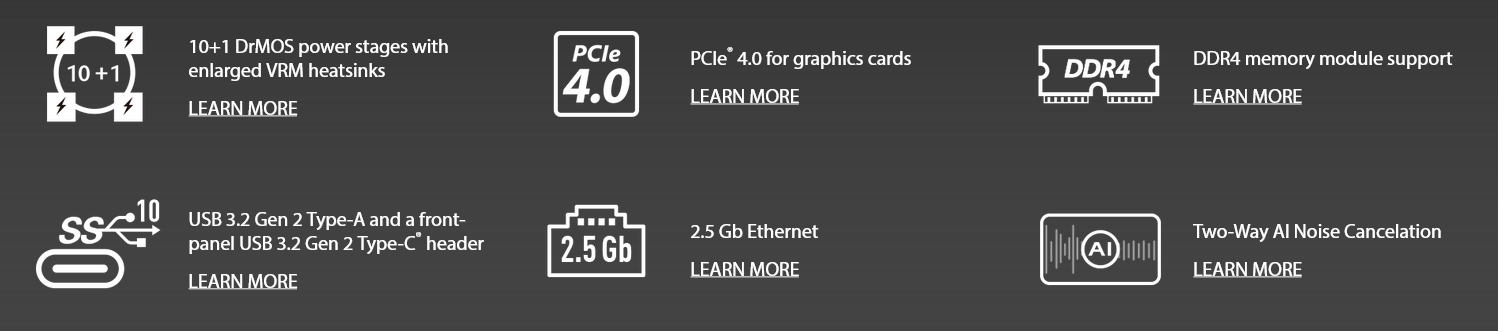 10+1
10+1 DrMOS power stages with
enlarged VRM heatsinks
LEARN MORE
PCIe
4.0
PCIe® 4.0 for graphics cards
LEARN MORE
DDR4
DDR4 memory module support
LEARN MORE
SS 10
USB 3.2 Gen 2 Type-A and a front-
panel USB 3.2 Gen 2 Type-C® header
LEARN MORE
2.5 Gb
2.5 Gb Ethernet
LEARN MORE
AI
Two-Way AI Noise Cancelation
LEARN MORE